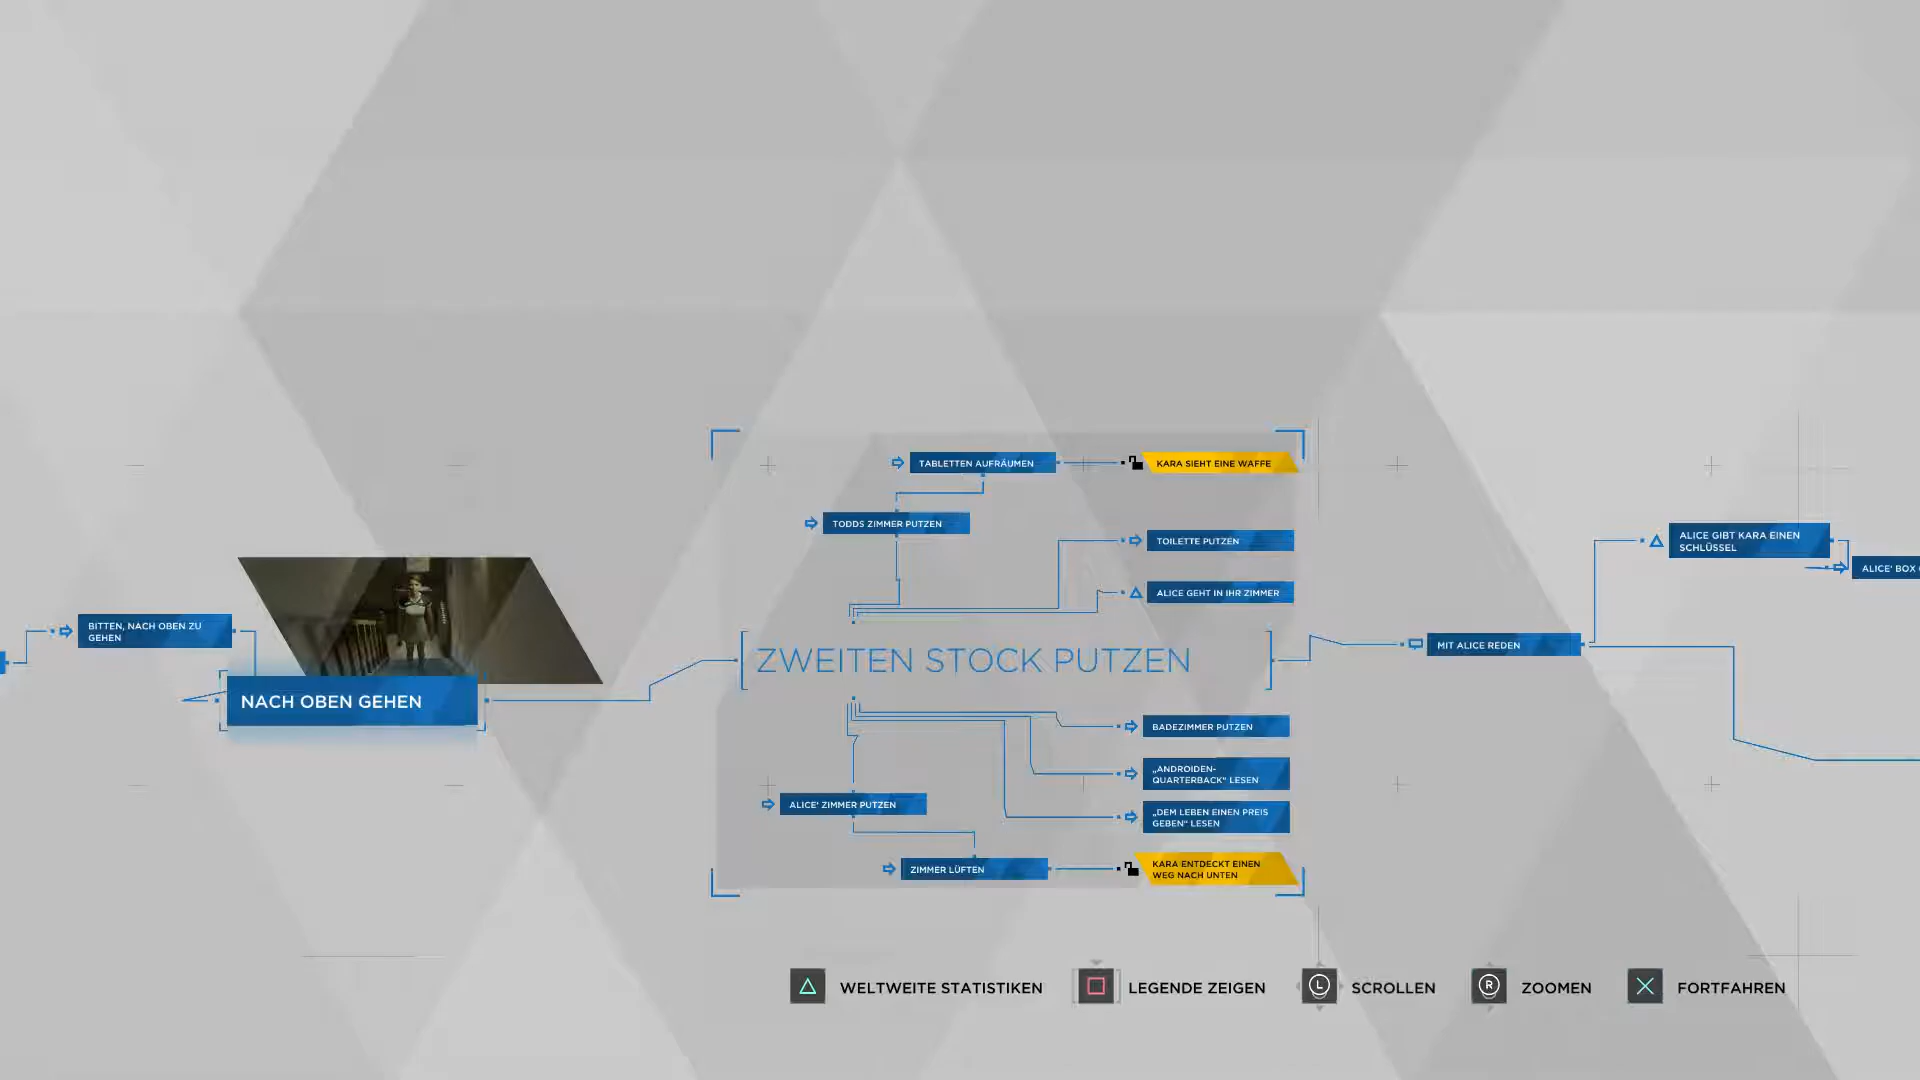 BITTEN, NACH OBEN ZU
GEHEN
NACH OBEN GEHEN
TABLETTEN AUFRÄUMEN
KARA SIEHT EINE WAFFE
TODDS ZIMMER PUTZEN
TOILETTE PUTZEN
ALICE GEHT IN IHR ZIMMER
ZWEITEN STOCK PUTZEN
BADEZIMMER PUTZEN
„ANDROIDEN-
QUARTERBACK“ LESEN
ALICE' ZIMMER PUTZEN
„DEM LEBEN EINEN PREIS
GEBEN“ LESEN
ZIMMER LÜFTEN
KARA ENTDECKT EINEN
WEG NACH UNTEN
MIT ALICE REDEN
ALICE GIBT KARA EINEN
SCHLÜSSEL
ALICE' BOX
WELTWEITE STATISTIKEN
LEGENDE ZEIGEN
L
SCROLLEN
R
ZOOMEN
FORTFAHREN